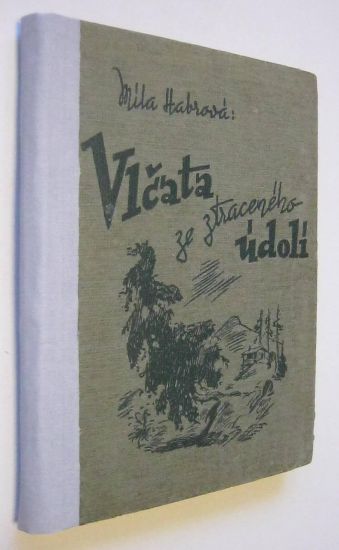 Míla Habrová:
Vlčata
ze ztraceného
údolí